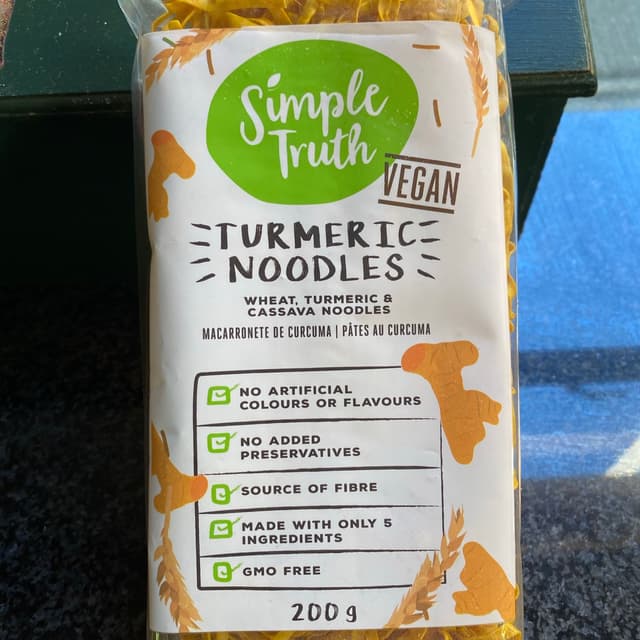 Simple
Truth
VEGAN
TURMERIC
NOODLES
WHEAT, TURMERIC &
CASSAVA NOODLES
MACARRONETE DE CURCUMA | PÂTES AU CURCUMA
NO ARTIFICIAL
COLOURS OR FLAVOURS
NO ADDED
PRESERVATIVES
SOURCE OF FIBRE
MADE WITH ONLY 5
INGREDIENTS
GMO FREE
200 g